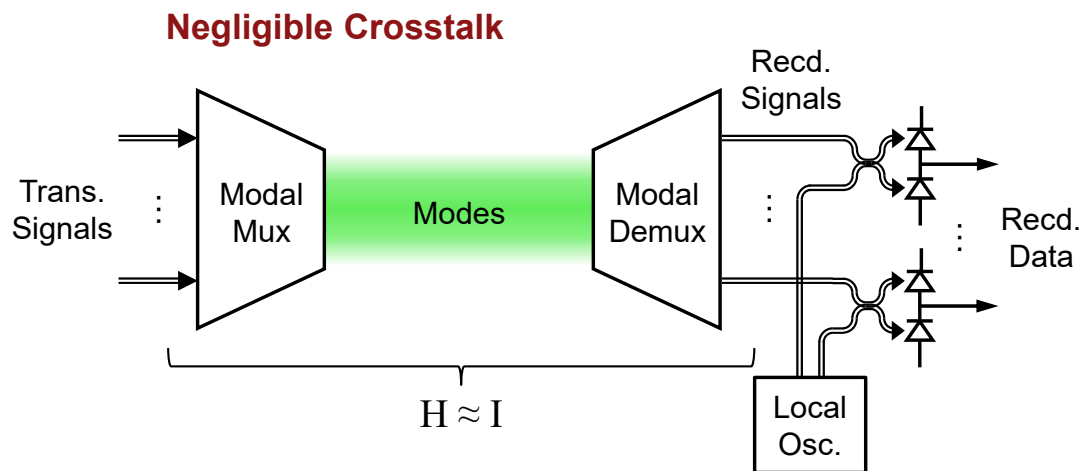 Negligible Crosstalk
Recd.
Signals
Trans.
Signals
Modal
Mux
Modes
Modal
Demux
Recd.
Data
H ≈ I
Local
Osc.